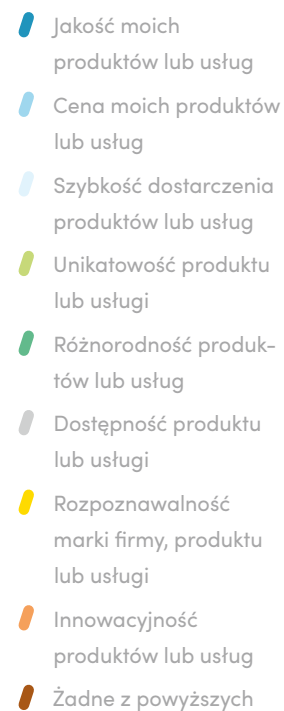 Jakość moich
produktów lub usług
Cena moich produktów
lub usług
Szybkość dostarczenia
produktów lub usług
Unikatowość produktu
lub usługi
Różnorodność produk-
tów lub usług
Dostępność produktu
lub usługi
Rozpoznawalność
marki firmy, produktu
lub usługi
Innowacyjność
produktów lub usług
Żadne z powyższych